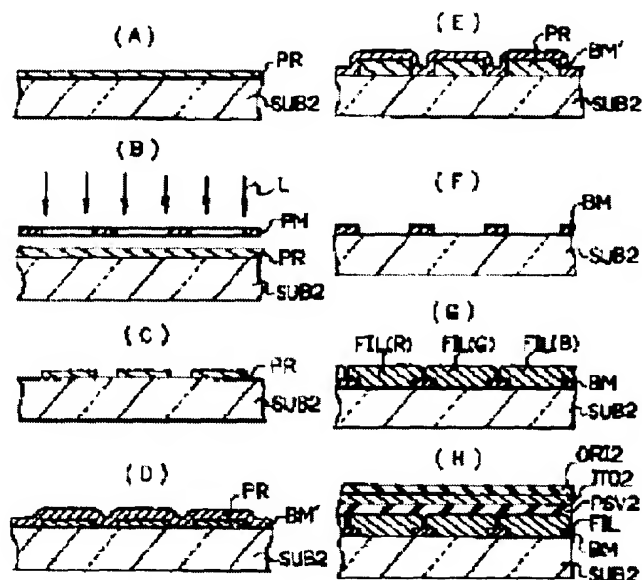 (A)
PR
SUB2
(B)
L
PM
PR
SUB2
(C)
PR
SUB2
(D)
PR
BM'
SUB2
(E)
PR
BM'
SUB2
(F)
BM
SUB2
(G)
FIL(R) FIL(G) FIL(B)
BM
SUB2
(H)
ORI2
ITO2
PSV2
FIL
BM
SUB2